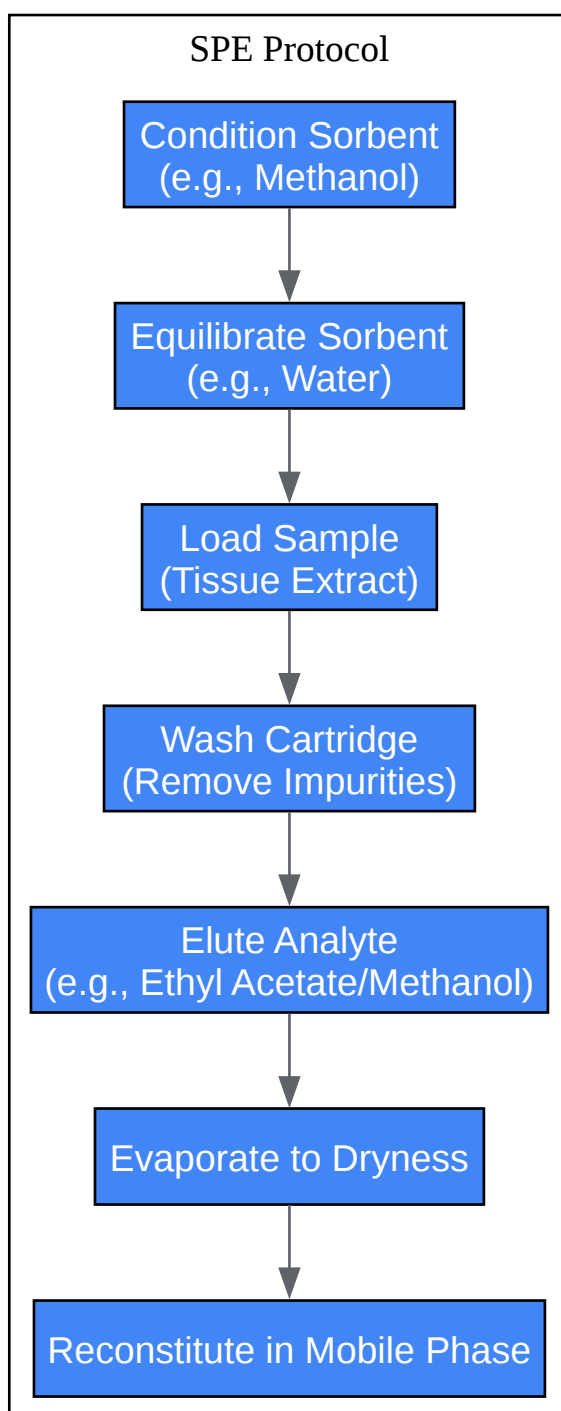 SPE Protocol
Condition Sorbent
(e.g., Methanol)
Equilibrate Sorbent
(e.g., Water)
Load Sample
(Tissue Extract)
Wash Cartridge
(Remove Impurities)
Elute Analyte
(e.g., Ethyl Acetate/Methanol)
Evaporate to Dryness
Reconstitute in Mobile Phase